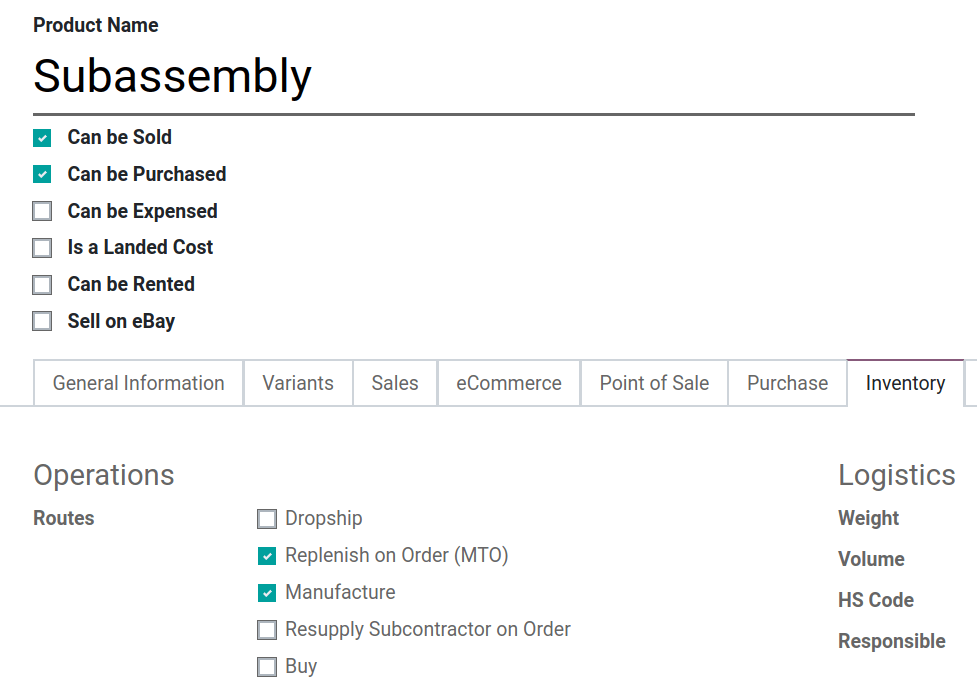 Product Name
Subassembly
Can be Sold
Can be Purchased
Can be Expensed
Is a Landed Cost
Can be Rented
Sell on eBay
General Information Variants Sales eCommerce Point of Sale Purchase Inventory
Operations
Routes
Dropship
Replenish on Order (MTO)
Manufacture
Resupply Subcontractor on Order
Buy
Logistics
Weight
Volume
HS Code
Responsible